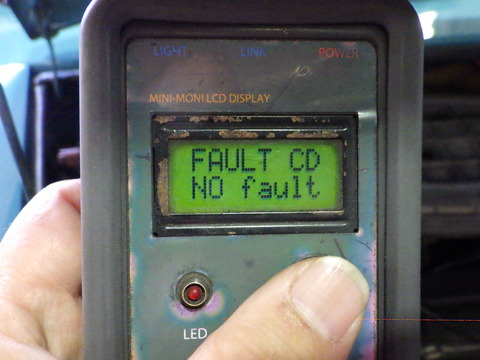 LIGHT LINK POWER
MINI-MONI LCD DISPLAY
FAULT CD
NO fault
LED